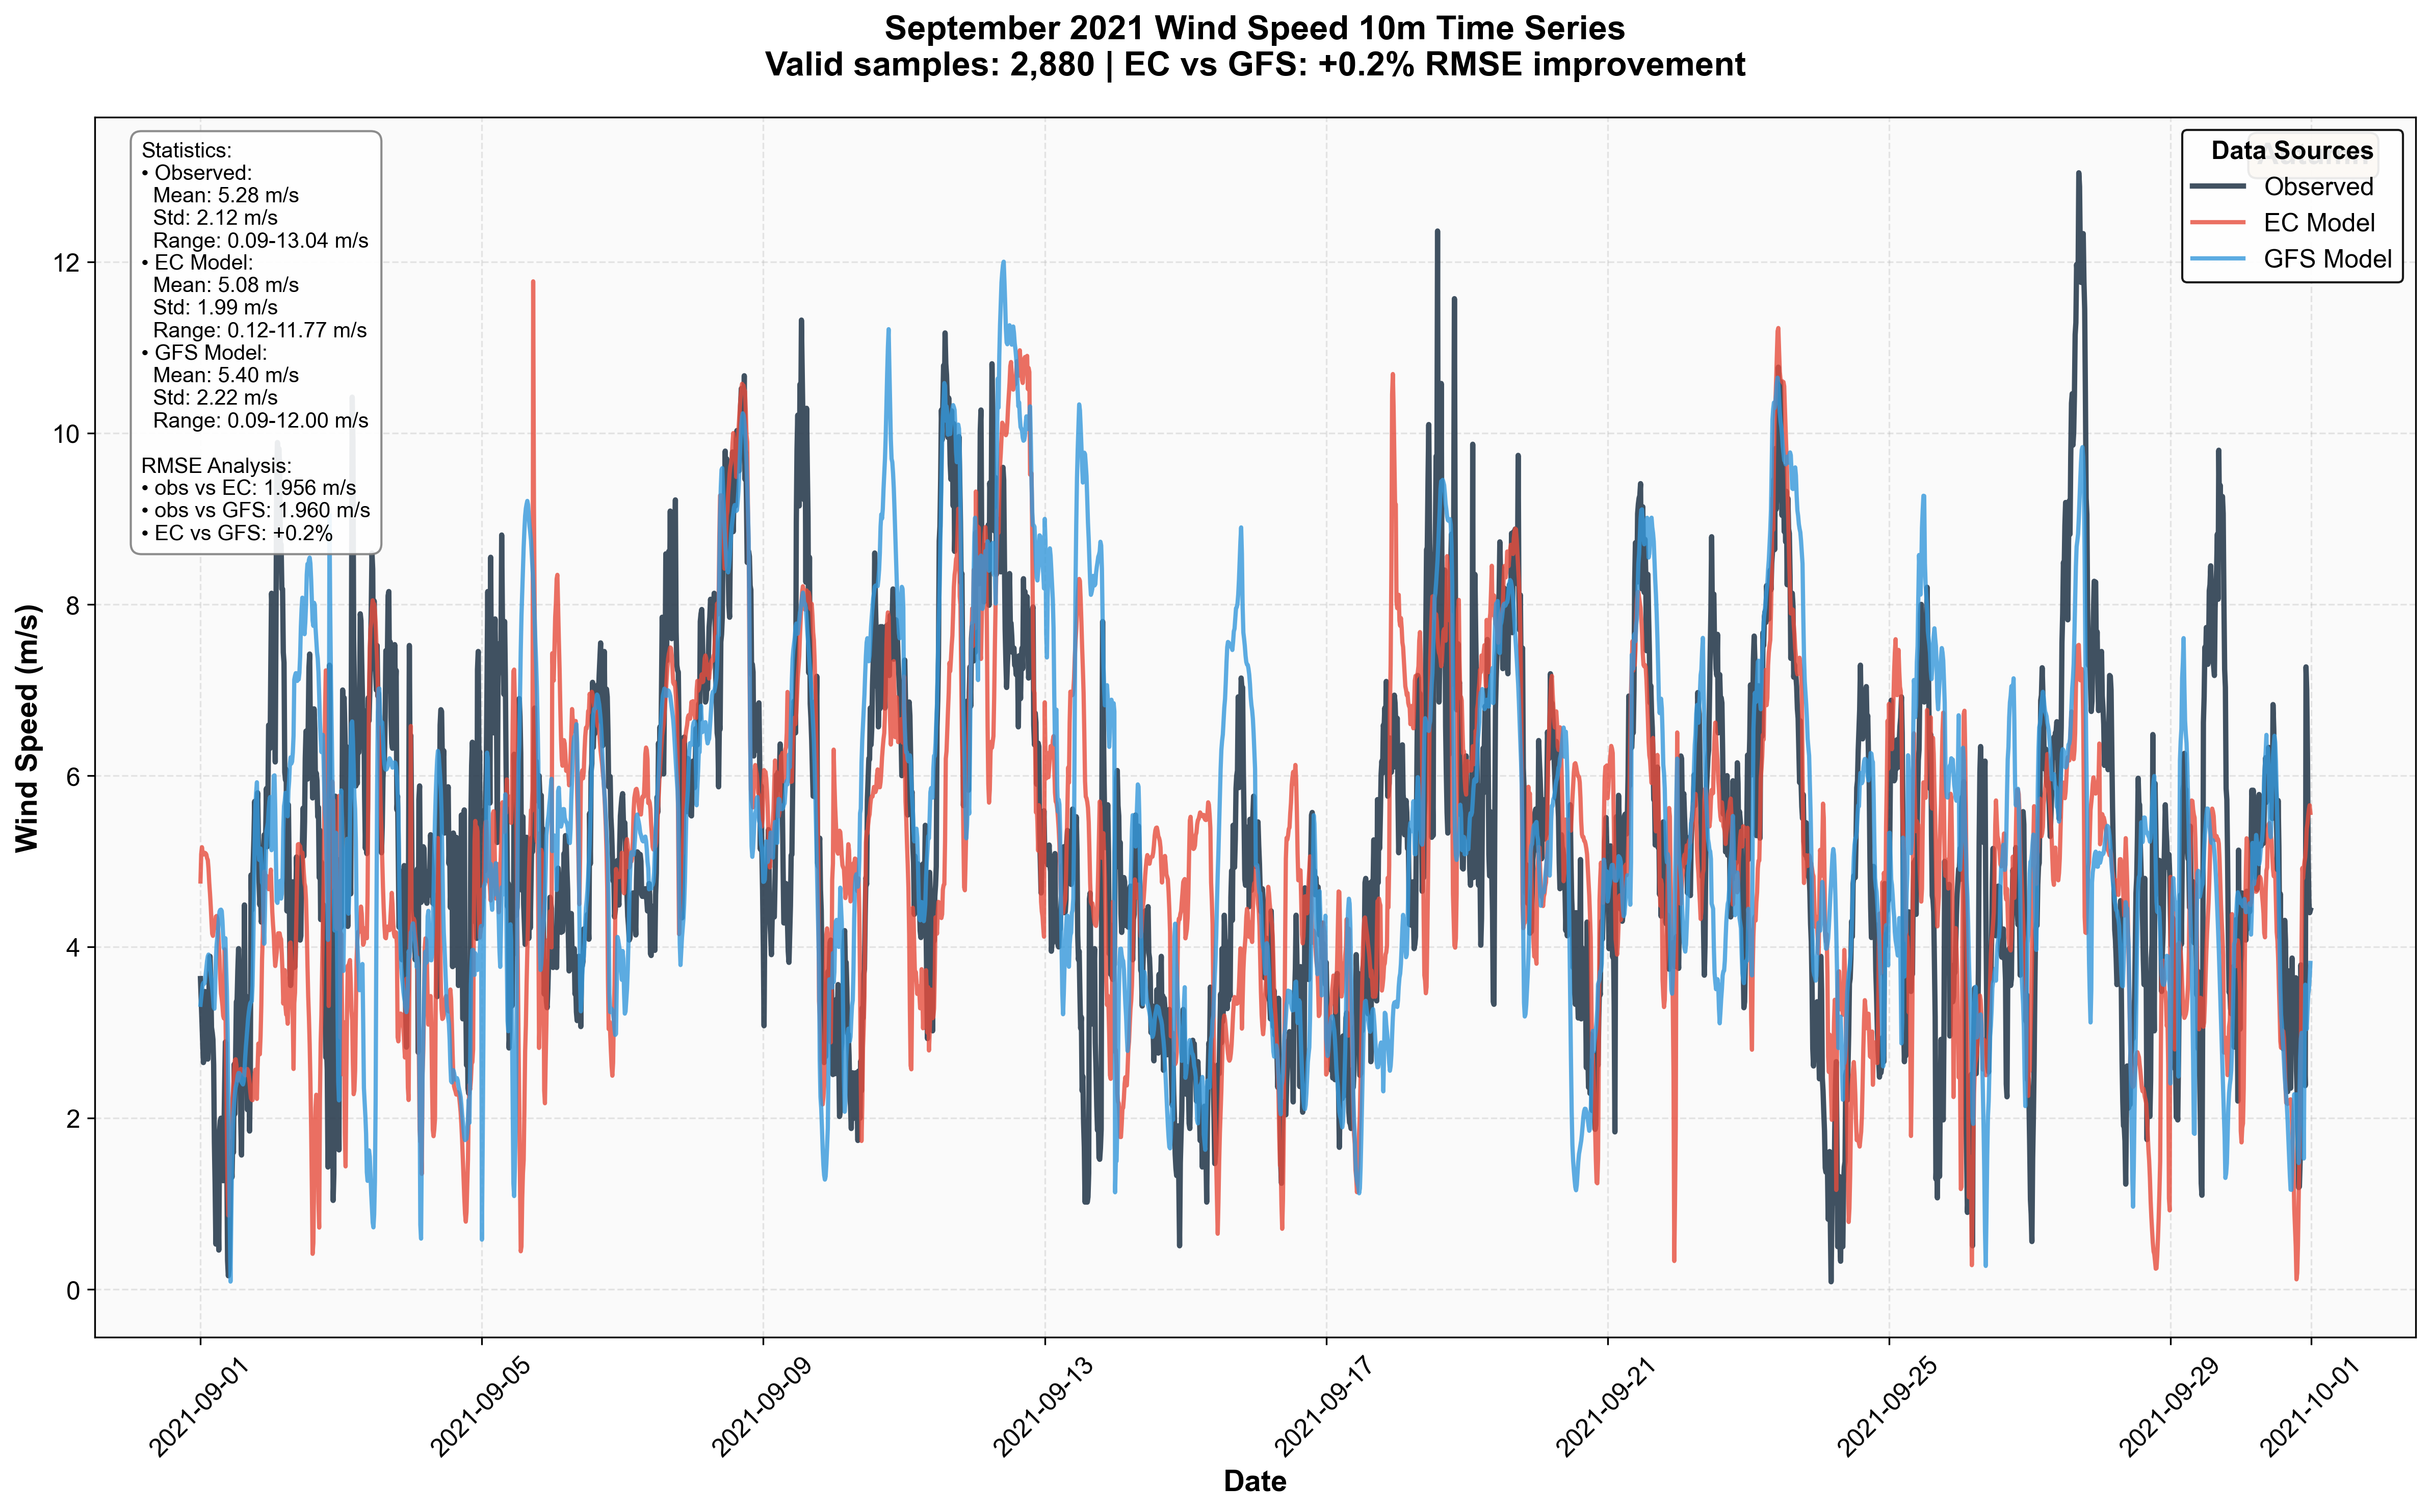 September 2021 Wind Speed 10m Time Series
Valid samples: 2,880 | EC vs GFS: +0.2% RMSE improvement
Statistics:
• Observed:
Mean: 5.28 m/s
Std: 2.12 m/s
Range: 0.09-13.04 m/s
• EC Model:
Mean: 5.08 m/s
Std: 1.99 m/s
Range: 0.12-11.77 m/s
• GFS Model:
Mean: 5.40 m/s
Std: 2.22 m/s
Range: 0.09-12.00 m/s
RMSE Analysis:
• obs vs EC: 1.956 m/s
• obs vs GFS: 1.960 m/s
• EC vs GFS: +0.2%
Data Sources
Observed
EC Model
GFS Model
Wind Speed (m/s)
12
10
8
6
4
2
0
2021-09-01
2021-09-05
2021-09-09
2021-09-13
2021-09-17
2021-09-21
2021-09-25
2021-09-29
2021-10-01
Date